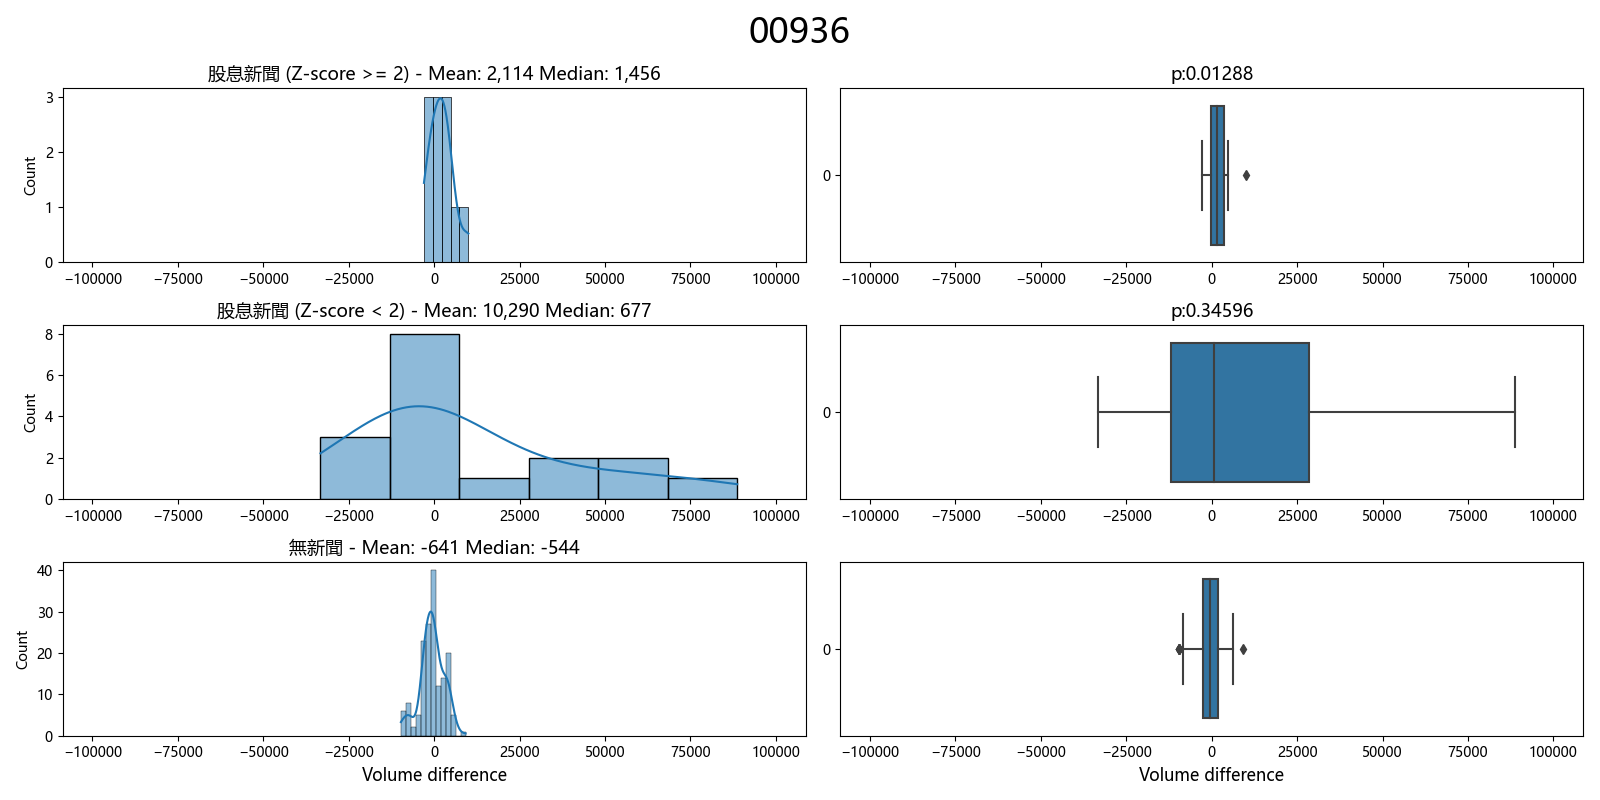 00936
股息新聞 (Z-score >= 2) - Mean: 2,114 Median: 1,456
Count
3
2
1
0
−100000 −75000 −50000 −25000 0 25000 50000 75000 100000
p:0.01288
0
−100000 −75000 −50000 −25000 0 25000 50000 75000 100000
股息新聞 (Z-score < 2) - Mean: 10,290 Median: 677
Count
8
6
4
2
0
−100000 −75000 −50000 −25000 0 25000 50000 75000 100000
p:0.34596
0
−100000 −75000 −50000 −25000 0 25000 50000 75000 100000
無新聞 - Mean: -641 Median: -544
Count
40
30
20
10
0
−100000 −75000 −50000 −25000 0 25000 50000 75000 100000
Volume difference
0
−100000 −75000 −50000 −25000 0 25000 50000 75000 100000
Volume difference